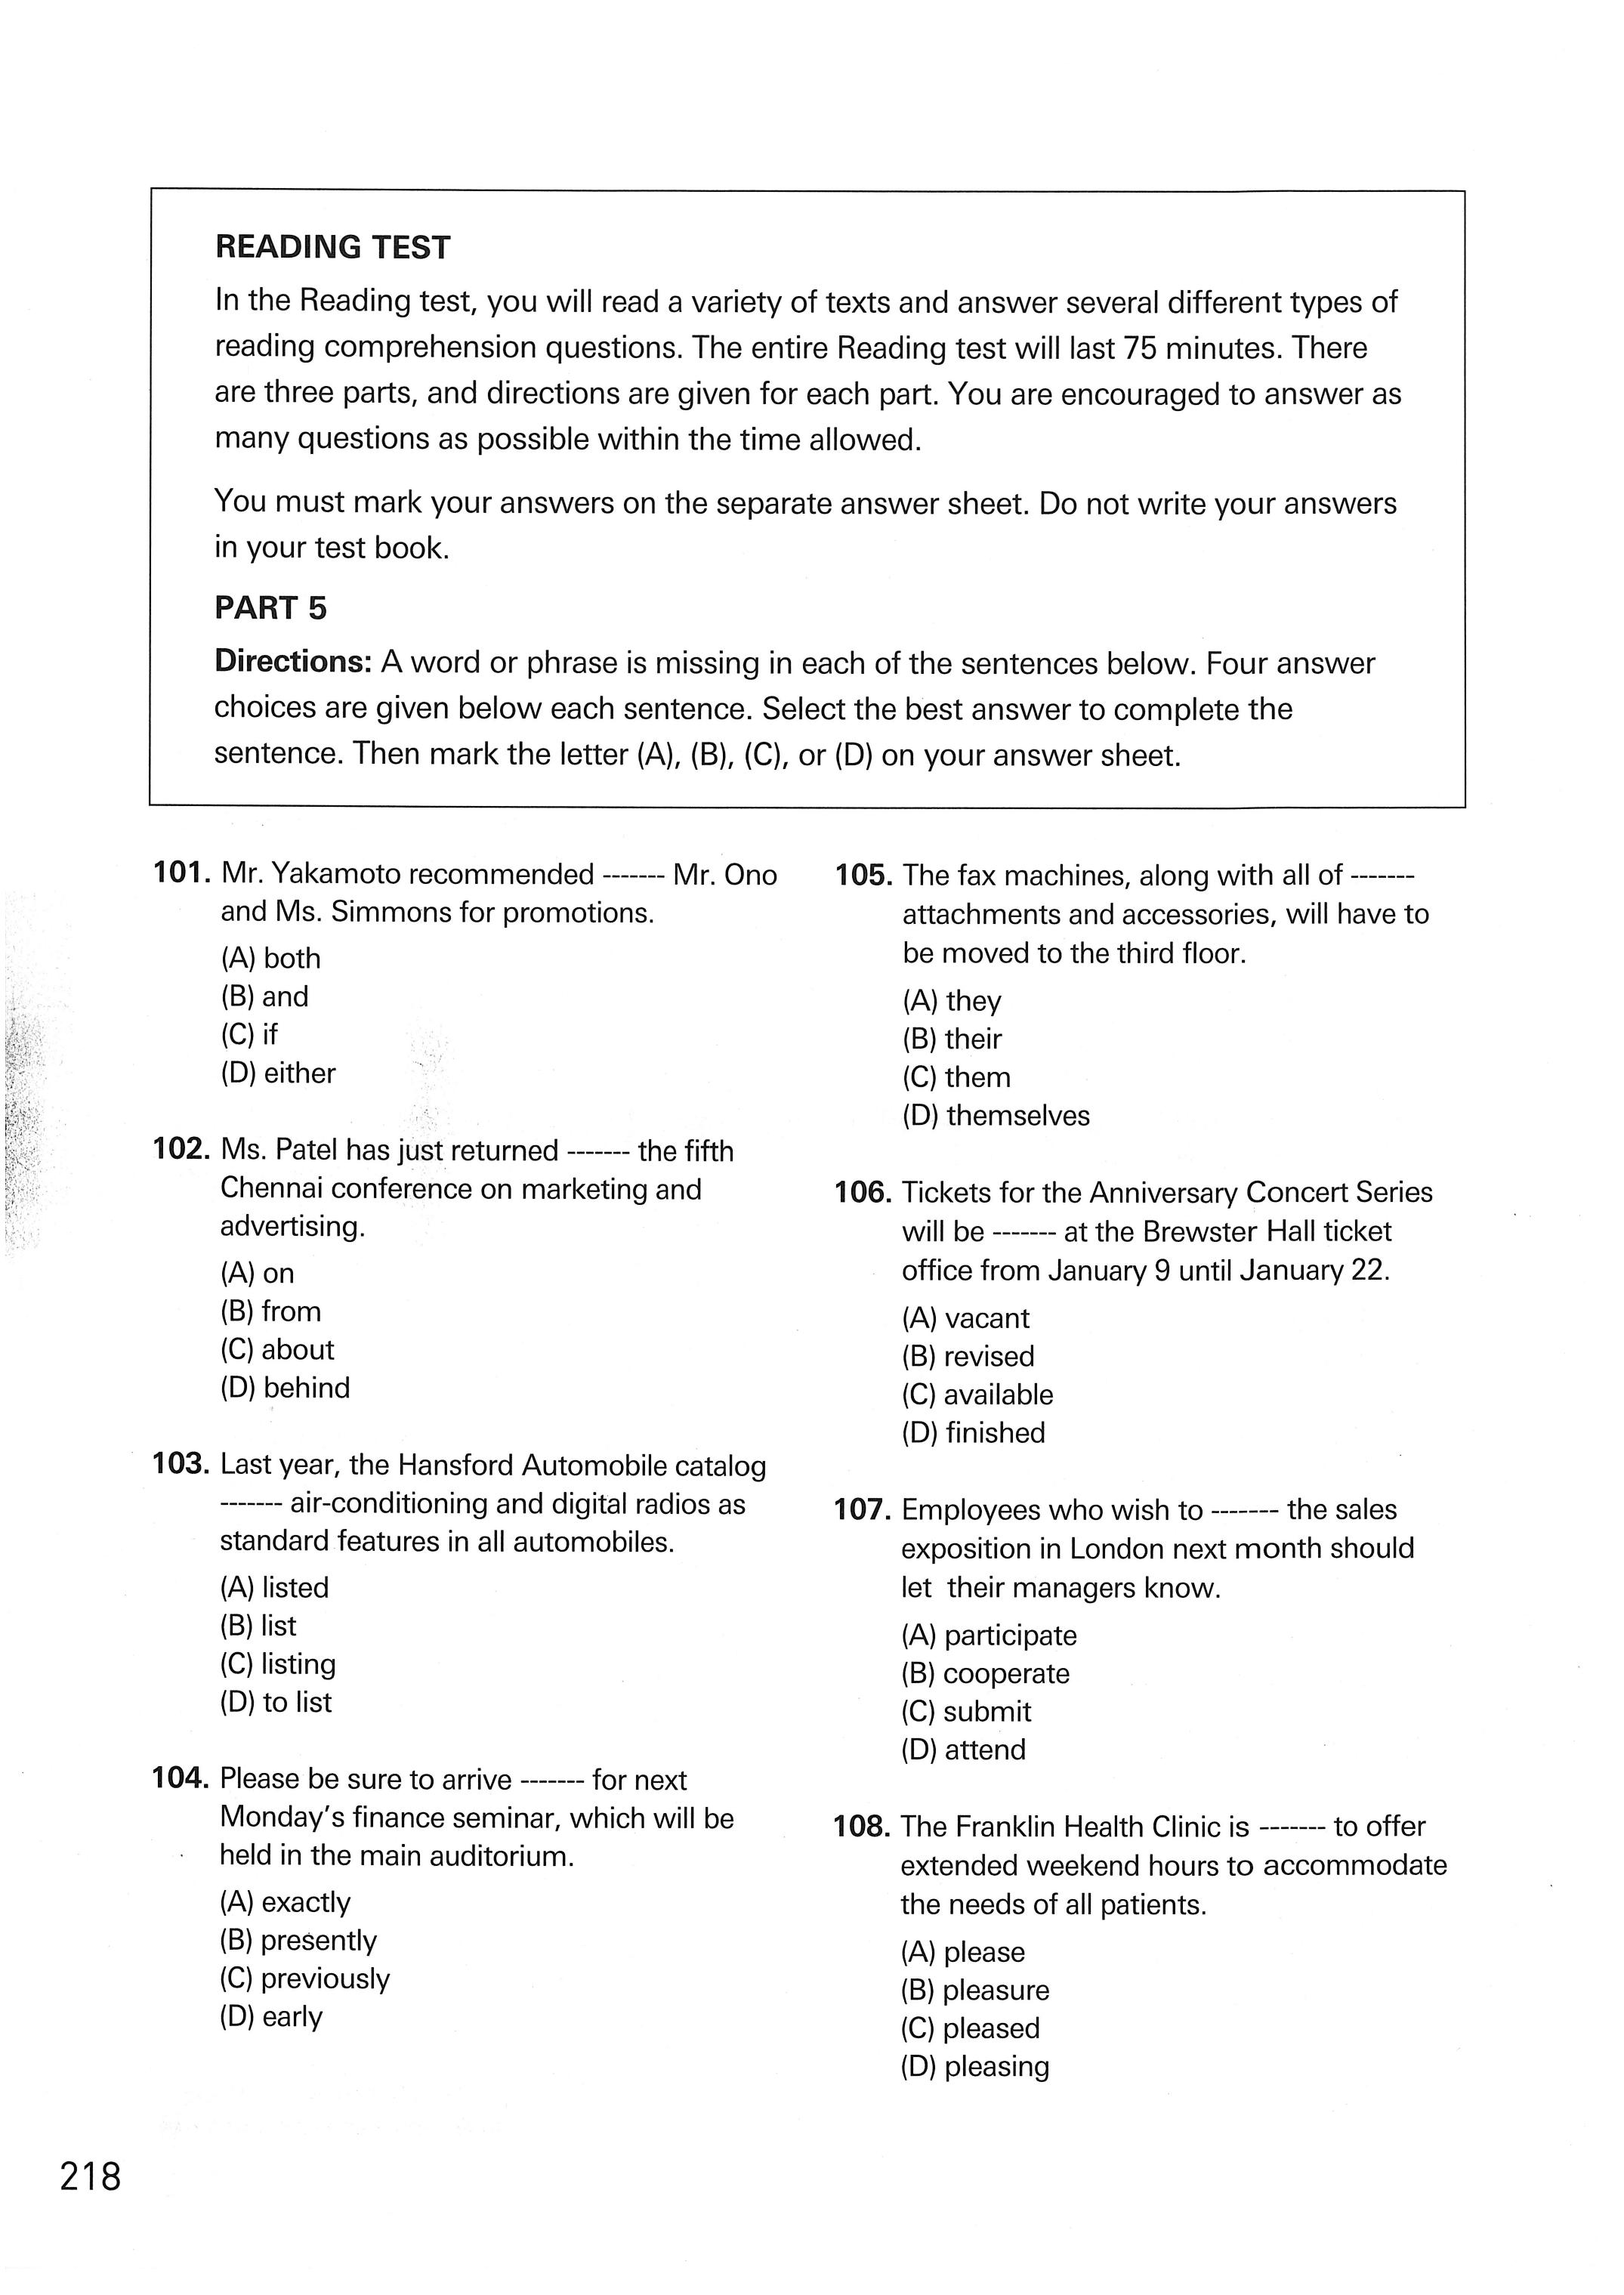 READING TEST
In the Reading test, you will read a variety of texts and answer several different types of
reading comprehension questions. The entire Reading test will last 75 minutes. There
are three parts, and directions are given for each part. You are encouraged to answer as
many questions as possible within the time allowed.
You must mark your answers on the separate answer sheet. Do not write your answers
in your test book.
PART 5
Directions: A word or phrase is missing in each of the sentences below. Four answer
choices are given below each sentence. Select the best answer to complete the
sentence. Then mark the letter (A), (B), (C), or (D) on your answer sheet.
101. Mr. Yakamoto recommended ------- Mr. Ono
and Ms. Simmons for promotions.
(A) both
(B) and
(C) if
(D) either
102. Ms. Patel has just returned ------- the fifth
Chennai conference on marketing and
advertising.
(A) on
(B) from
(C) about
(D) behind
103. Last year, the Hansford Automobile catalog
------- air-conditioning and digital radios as
standard features in all automobiles.
(A) listed
(B) list
(C) listing
(D) to list
104. Please be sure to arrive ------- for next
Monday's finance seminar, which will be
held in the main auditorium.
(A) exactly
(B) presently
(C) previously
(D) early
105. The fax machines, along with all of -------
attachments and accessories, will have to
be moved to the third floor.
(A) they
(B) their
(C) them
(D) themselves
106. Tickets for the Anniversary Concert Series
will be ------- at the Brewster Hall ticket
office from January 9 until January 22.
(A) vacant
(B) revised
(C) available
(D) finished
107. Employees who wish to ------- the sales
exposition in London next month should
let their managers know.
(A) participate
(B) cooperate
(C) submit
(D) attend
108. The Franklin Health Clinic is ------- to offer
extended weekend hours to accommodate
the needs of all patients.
(A) please
(B) pleasure
(C) pleased
(D) pleasing
218